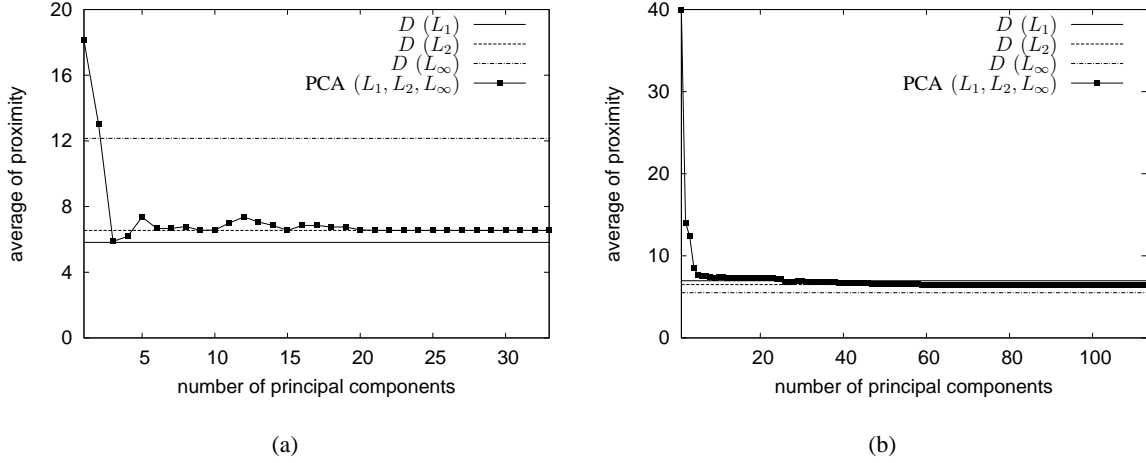 20
16
12
8
4
0
5 10 15 20 25 30
average of proximity
number of principal components
D (L1)
D (L2)
D (L∞)
PCA (L1, L2, L∞)
(a)
40
30
20
10
0
20 40 60 80 100
average of proximity
number of principal components
D (L1)
D (L2)
D (L∞)
PCA (L1, L2, L∞)
(b)